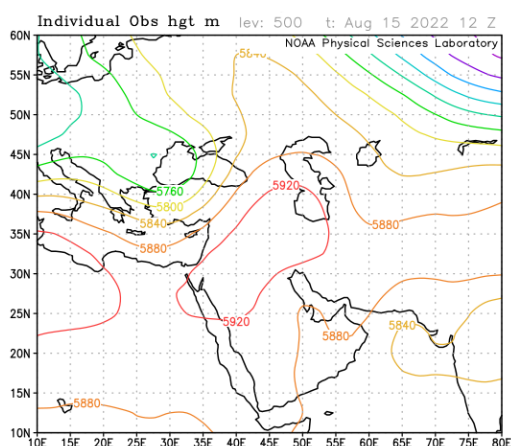 Individual Obs hgt m lev: 500 t: Aug 15 2022 12 Z
NOAA Physical Sciences Laboratory
60N
5840
55N
50N
45N
5920
5760
40N
5800
5840
5880
5880
35N
30N
5920
5840
25N
5880
20N
15N
5880
10N
10E 15E 20E 25E 30E 35E 40E 45E 50E 55E 60E 65E 70E 75E 80E